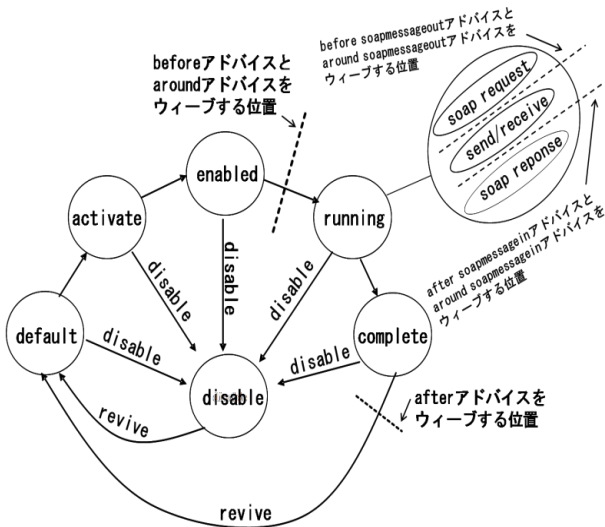 before soapmessageoutアドバイスと
around soapmessageoutアドバイスを
ウィーブする位置
beforeアドバイスと
aroundアドバイスを
ウィーブする位置
soap request
send/receive
soap reponse
enabled
activate
running
disable
disable
disable
after soapmessageinアドバイスと
around soapmessageinアドバイスを
ウィーブする位置
default
disable
disable
complete
disable
revive
afterアドバイスを
ウィーブする位置
revive